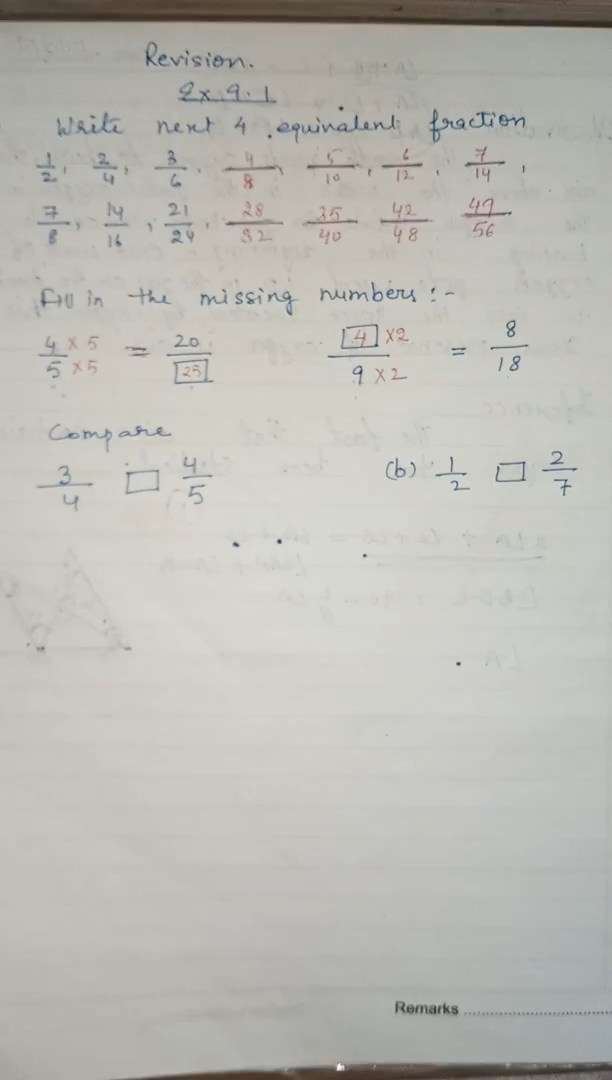 Revision.
Ex 9.1
Write next 4 equivalent fraction
1/2, 2/4, 3/6, 4/8, 5/10, 6/12, 7/14,
7/8, 14/16, 21/24, 28/32 35/40 42/48 49/56
Fill in the missing numbers :-
4×5/5×5 = 20/25 4×2/9×2 = 8/18
Compare
3/4 □ 4/5 (b) 1/2 □ 2/7
Remarks